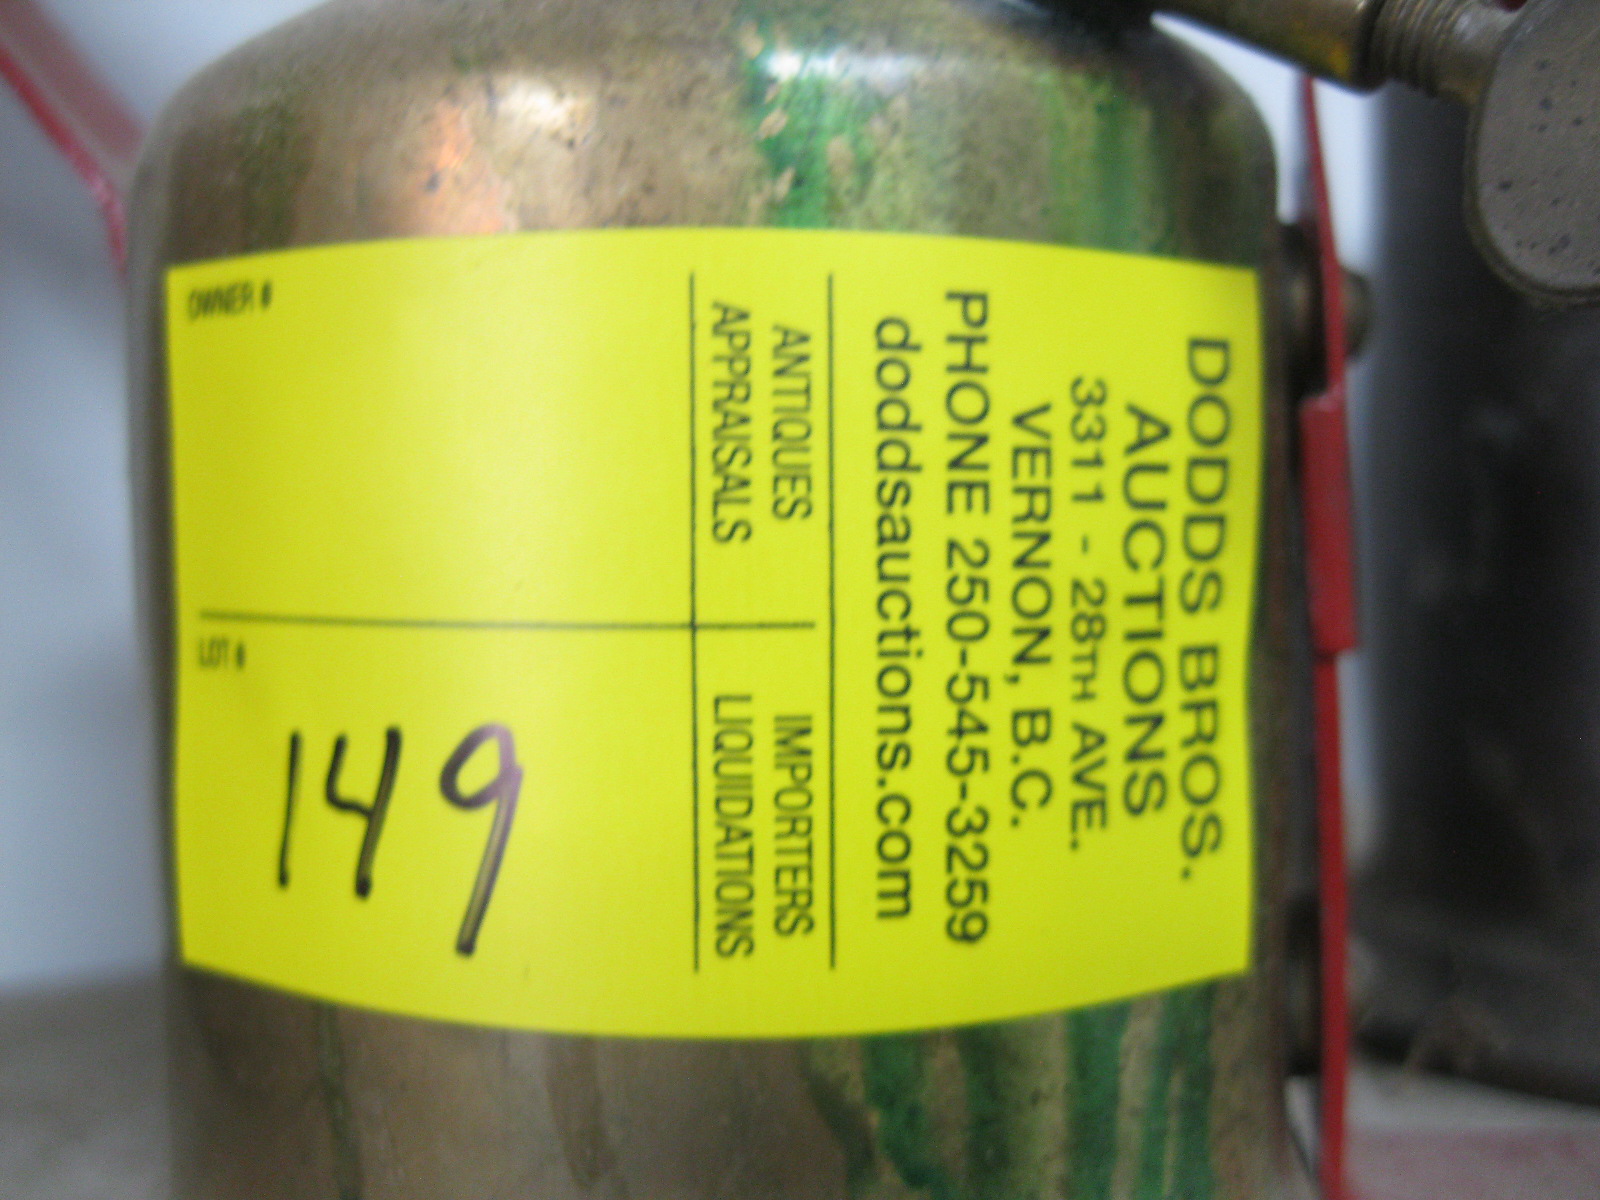 DODDS BROS.
AUCTIONS
3311 - 28TH AVE.
VERNON, B.C.
PHONE 250-545-3259
doddsauctions.com
ANTIQUES
APPRAISALS
IMPORTERS
LIQUIDATIONS
OWNER #
LOT #
149